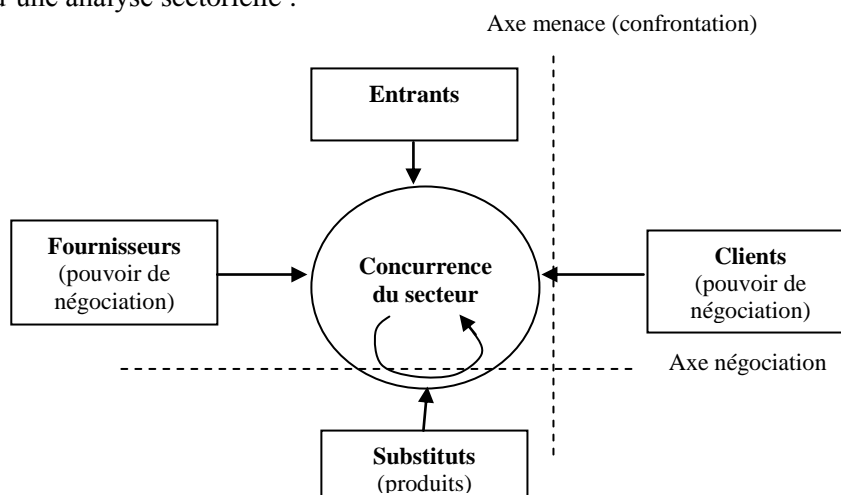 d'une analyse sectorielle :
Axe menace (confrontation)
Entrants
Fournisseurs
(pouvoir de
négociation)
Concurrence
du secteur
Clients
(pouvoir de
négociation)
Axe négociation
Substituts
(produits)